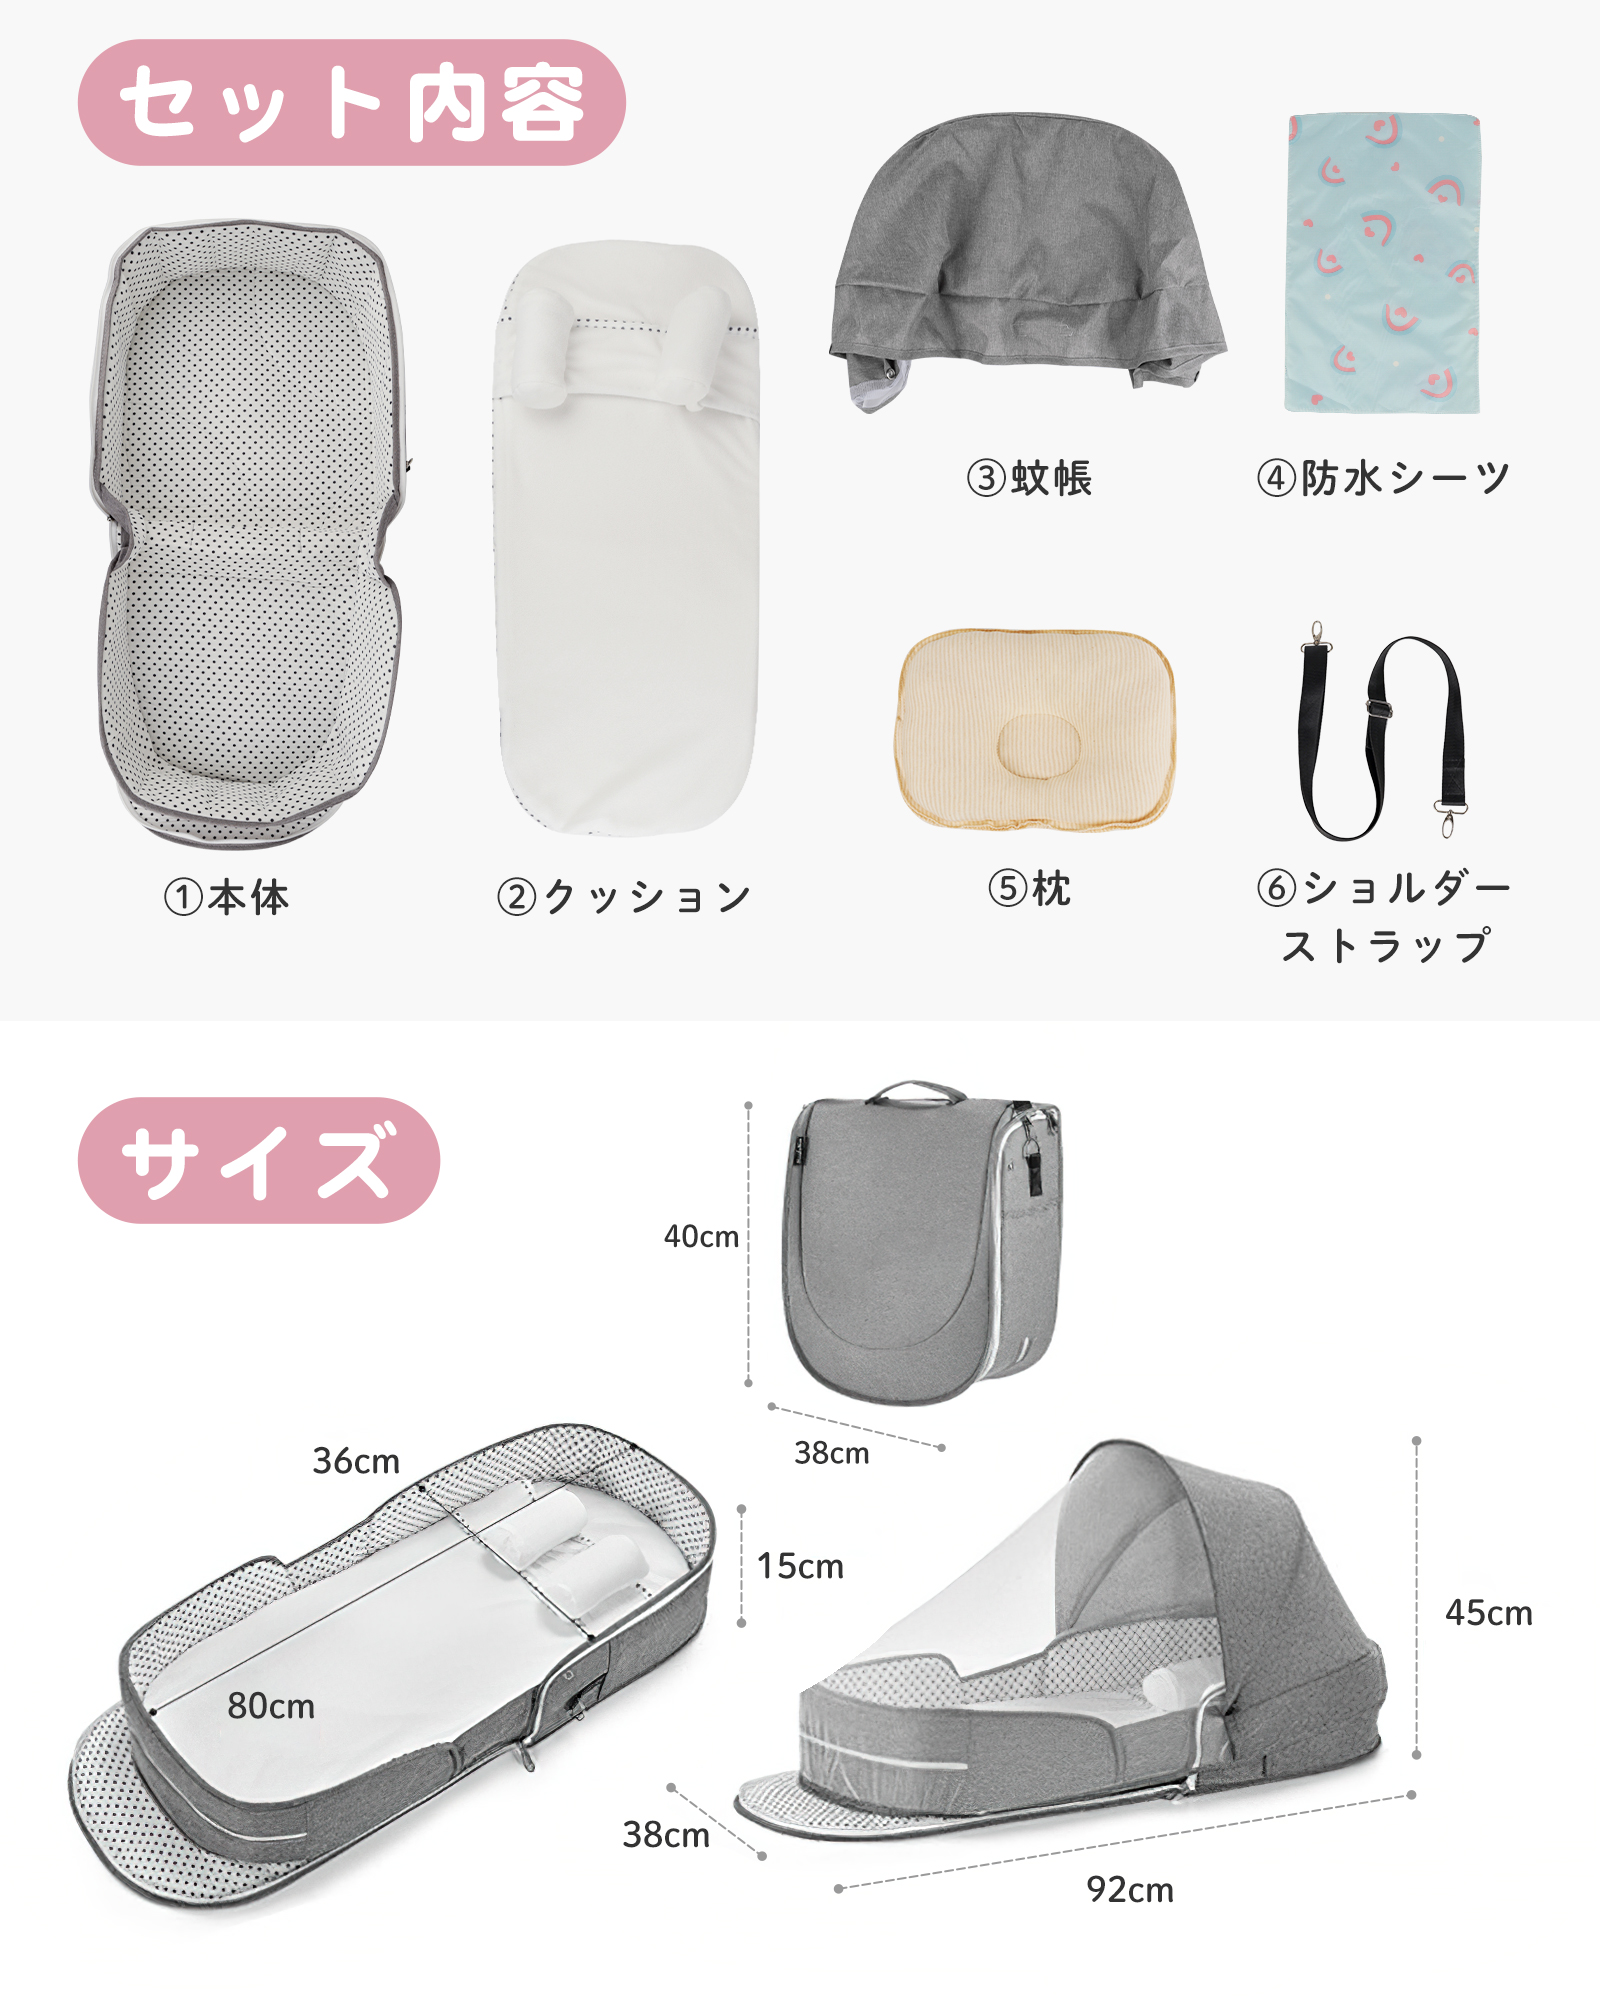 セット内容
①本体
②クッション
③蚊帳
④防水シーツ
⑤枕
⑥ショルダー
ストラップ
サイズ
40cm
38cm
36cm
80cm
15cm
45cm
38cm
92cm